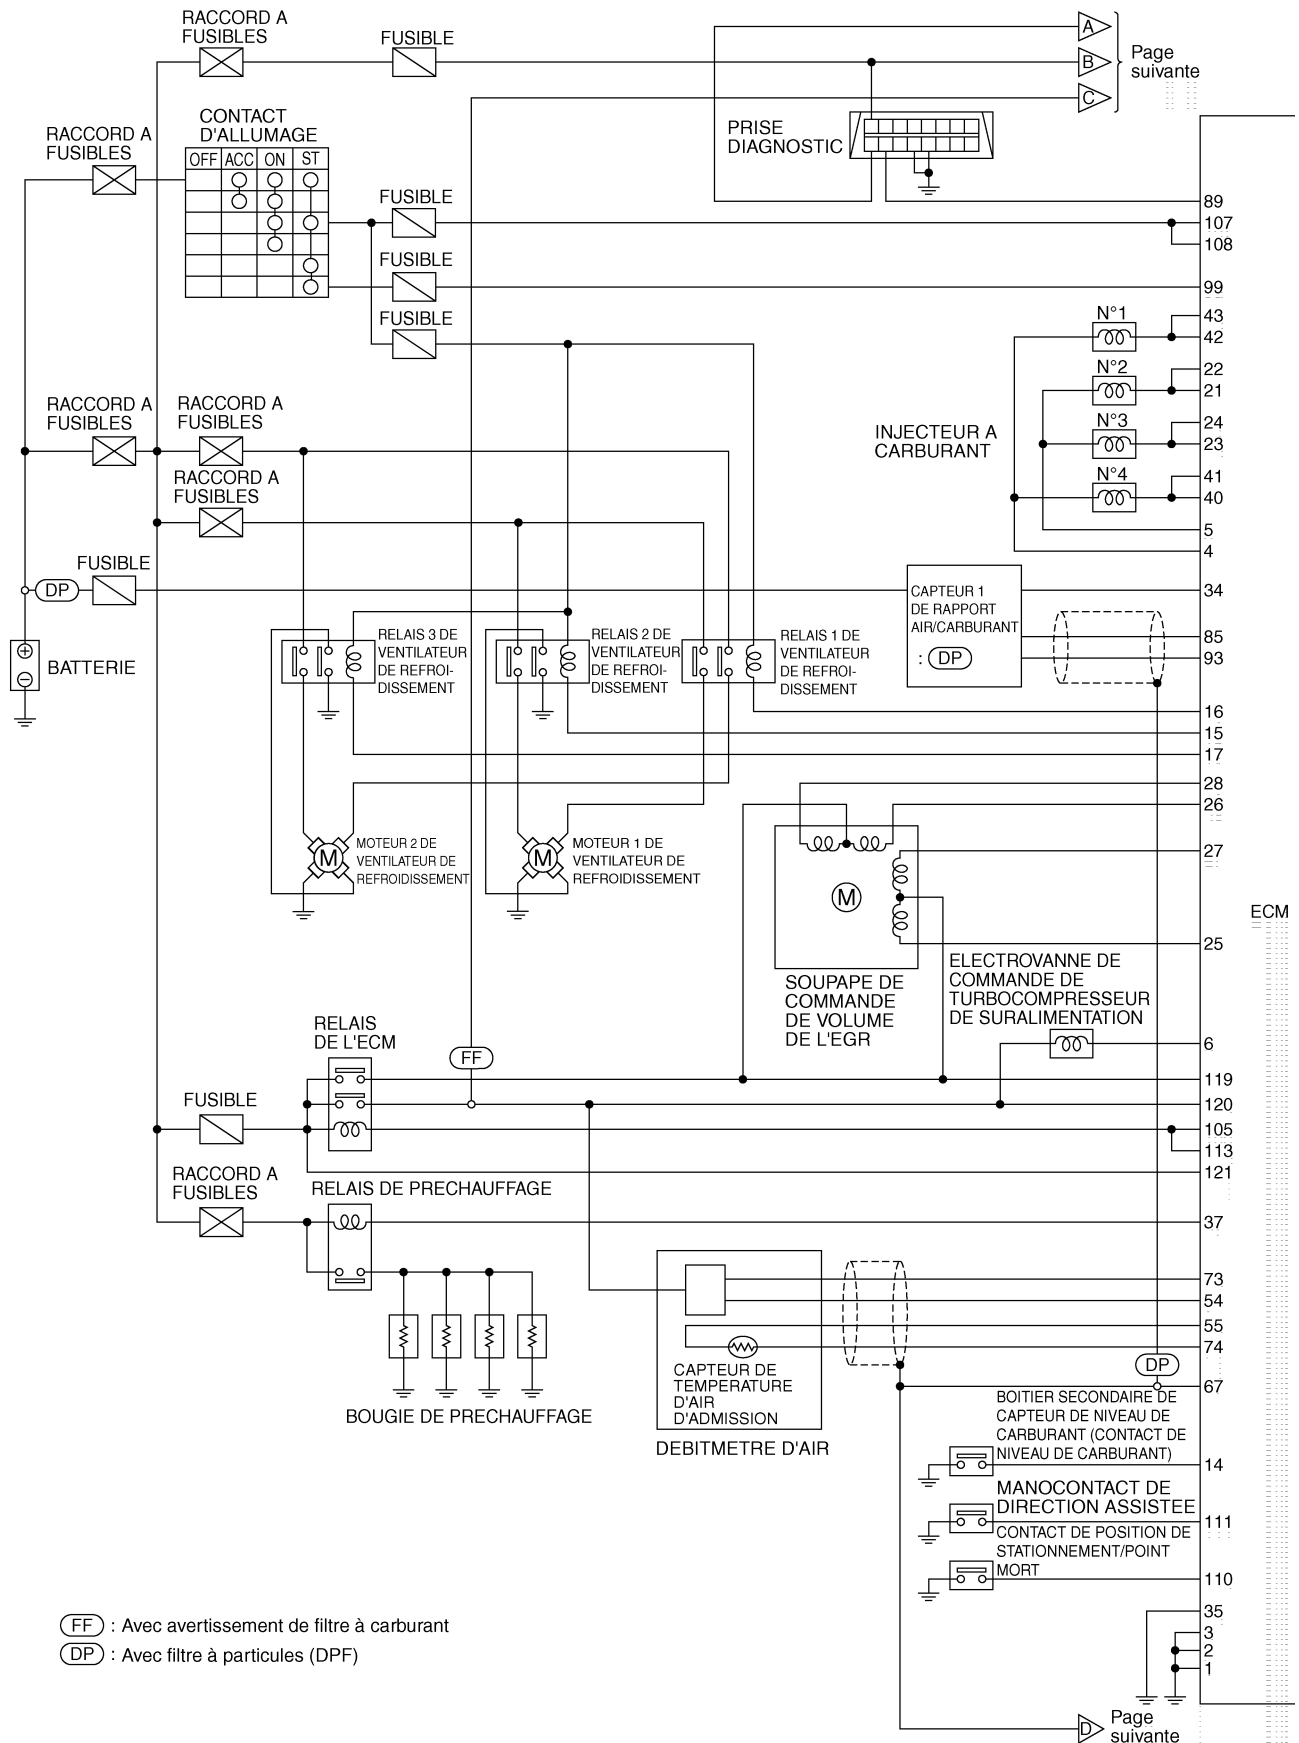 RACCORD A
FUSIBLES
FUSIBLE
A
B
C
Page
suivante
CONTACT
D'ALLUMAGE
RACCORD A
FUSIBLES
OFF ACC ON ST
PRISE
DIAGNOSTIC
FUSIBLE
89
107
108
FUSIBLE
99
FUSIBLE
N°1
43
42
N°2
22
21
RACCORD A
FUSIBLES
RACCORD A
FUSIBLES
INJECTEUR A
CARBURANT
N°3
24
23
RACCORD A
FUSIBLES
N°4
41
40
5
4
FUSIBLE
DP
CAPTEUR 1
DE RAPPORT
AIR/CARBURANT
: DP
34
85
93
BATTERIE
RELAIS 3 DE
VENTILATEUR
DE REFROI-
DISSEMENT
RELAIS 2 DE
VENTILATEUR
DE REFROI-
DISSEMENT
RELAIS 1 DE
VENTILATEUR
DE REFROI-
DISSEMENT
16
15
17
28
26
M
MOTEUR 2 DE
VENTILATEUR DE
REFROIDISSEMENT
M
MOTEUR 1 DE
VENTILATEUR DE
REFROIDISSEMENT
27
M
ECM
25
SOUPAPE DE
COMMANDE
DE VOLUME
DE L'EGR
ELECTROVANNE DE
COMMANDE DE
TURBOCOMPRESSEUR
DE SURALIMENTATION
RELAIS
DE L'ECM
FF
6
119
FUSIBLE
120
105
113
RACCORD A
FUSIBLES
121
RELAIS DE PRECHAUFFAGE
37
73
54
55
74
CAPTEUR DE
TEMPERATURE
D'AIR
D'ADMISSION
DP
67
BOUGIE DE PRECHAUFFAGE
DEBITMETRE D'AIR
BOITIER SECONDAIRE DE
CAPTEUR DE NIVEAU DE
CARBURANT (CONTACT DE
NIVEAU DE CARBURANT)
14
MANOCONTACT DE
DIRECTION ASSISTEE
111
CONTACT DE POSITION DE
STATIONNEMENT/POINT
MORT
110
35
3
2
1
FF : Avec avertissement de filtre à carburant
DP : Avec filtre à particules (DPF)
D
Page
suivante